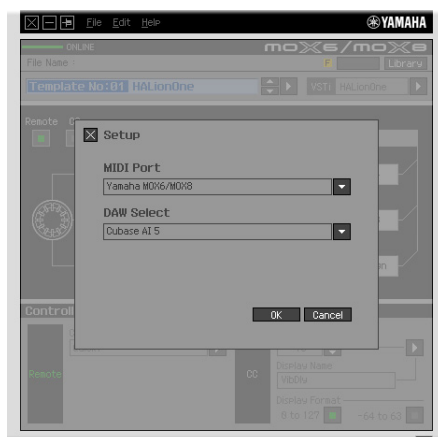 File Edit Help YAMAHA
ONLINE mox6/mox8
File Name : Library
Template No:01 HALionOne VSTi HALionOne
Remote
Setup
MIDI Port
Yamaha MOX6/MOX8
DAW Select
Cubase AI 5
OK Cancel
Control
Remote CC
Display Name
Display Format
0 to 127 -64 to 63